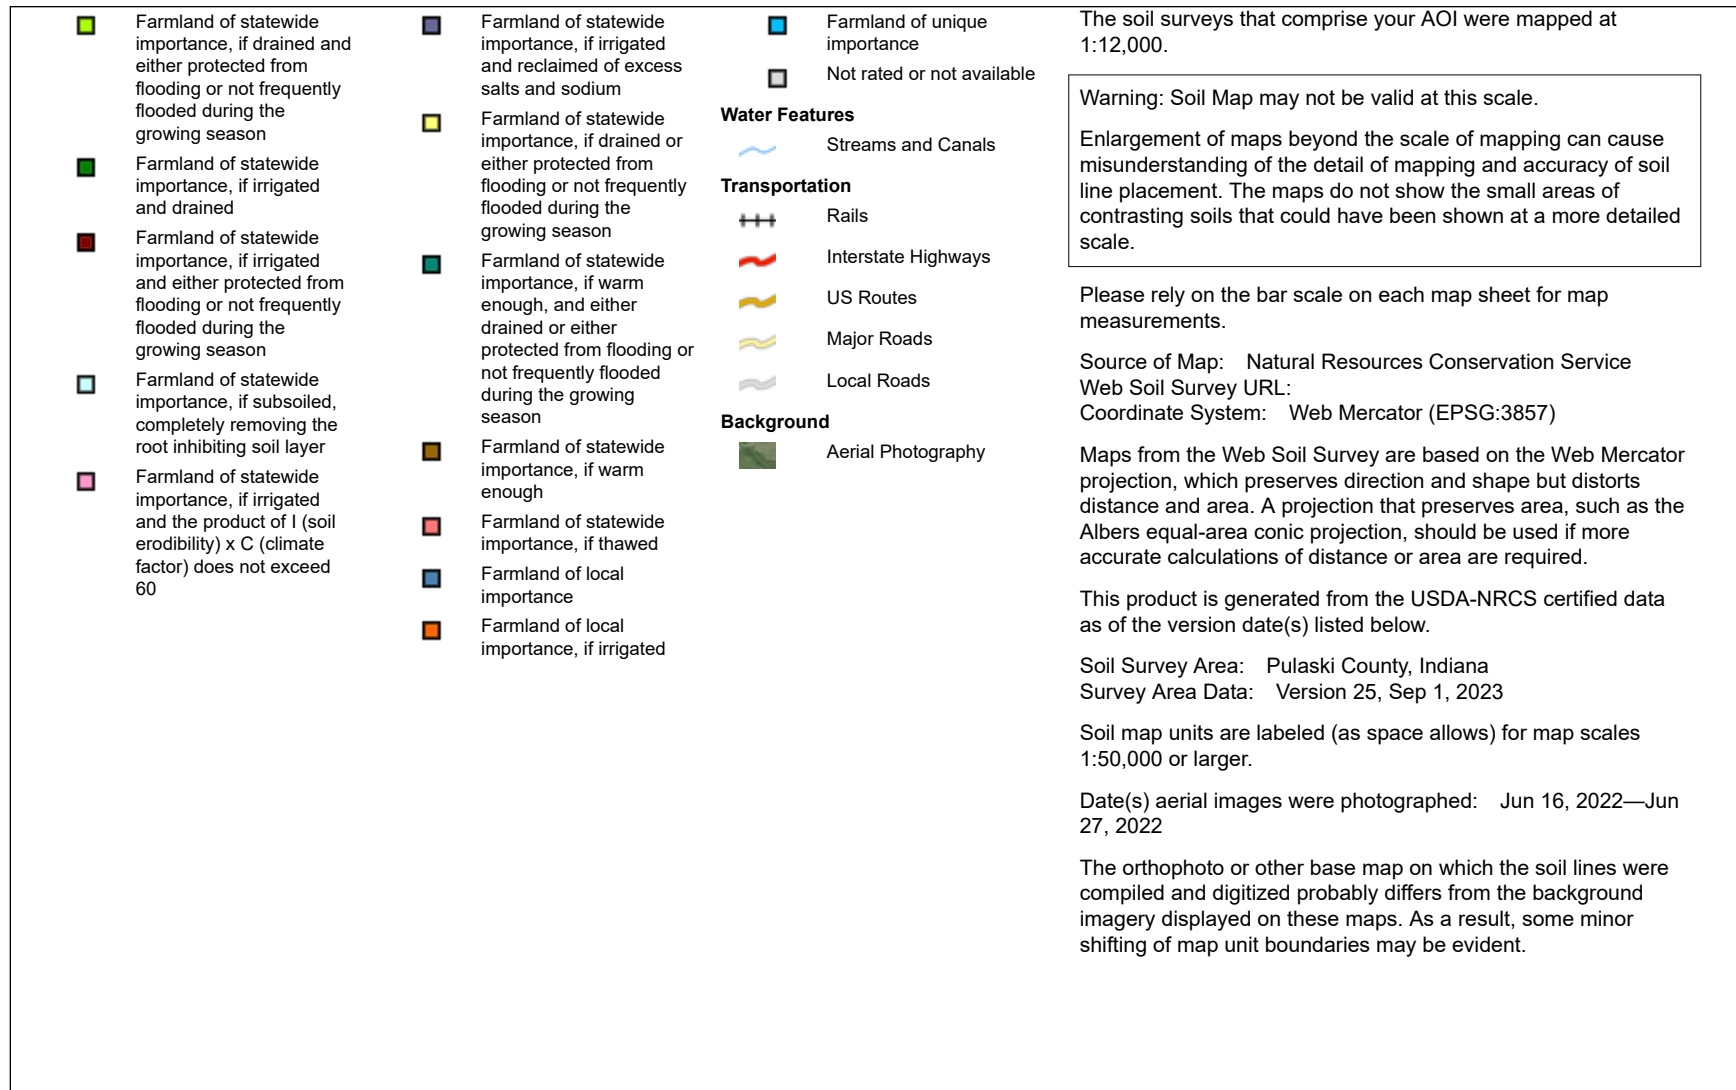 Farmland of statewide
importance, if drained and
either protected from
flooding or not frequently
flooded during the
growing season
Farmland of statewide
importance, if irrigated
and drained
Farmland of statewide
importance, if irrigated
and either protected from
flooding or not frequently
flooded during the
growing season
Farmland of statewide
importance, if subsoiled,
completely removing the
root inhibiting soil layer
Farmland of statewide
importance, if irrigated
and the product of I (soil
erodibility) x C (climate
factor) does not exceed
60
Farmland of statewide
importance, if irrigated
and reclaimed of excess
salts and sodium
Farmland of statewide
importance, if drained or
either protected from
flooding or not frequently
flooded during the
growing season
Farmland of statewide
importance, if warm
enough, and either
drained or either
protected from flooding or
not frequently flooded
during the growing
season
Farmland of statewide
importance, if warm
enough
Farmland of statewide
importance, if thawed
Farmland of local
importance
Farmland of local
importance, if irrigated
Farmland of unique
importance
Not rated or not available
Water Features
Streams and Canals
Transportation
Rails
Interstate Highways
US Routes
Major Roads
Local Roads
Background
Aerial Photography
The soil surveys that comprise your AOI were mapped at
1:12,000.
Warning: Soil Map may not be valid at this scale.
Enlargement of maps beyond the scale of mapping can cause
misunderstanding of the detail of mapping and accuracy of soil
line placement. The maps do not show the small areas of
contrasting soils that could have been shown at a more detailed
scale.
Please rely on the bar scale on each map sheet for map
measurements.
Source of Map: Natural Resources Conservation Service
Web Soil Survey URL:
Coordinate System: Web Mercator (EPSG:3857)
Maps from the Web Soil Survey are based on the Web Mercator
projection, which preserves direction and shape but distorts
distance and area. A projection that preserves area, such as the
Albers equal-area conic projection, should be used if more
accurate calculations of distance or area are required.
This product is generated from the USDA-NRCS certified data
as of the version date(s) listed below.
Soil Survey Area: Pulaski County, Indiana
Survey Area Data: Version 25, Sep 1, 2023
Soil map units are labeled (as space allows) for map scales
1:50,000 or larger.
Date(s) aerial images were photographed: Jun 16, 2022—Jun
27, 2022
The orthophoto or other base map on which the soil lines were
compiled and digitized probably differs from the background
imagery displayed on these maps. As a result, some minor
shifting of map unit boundaries may be evident.